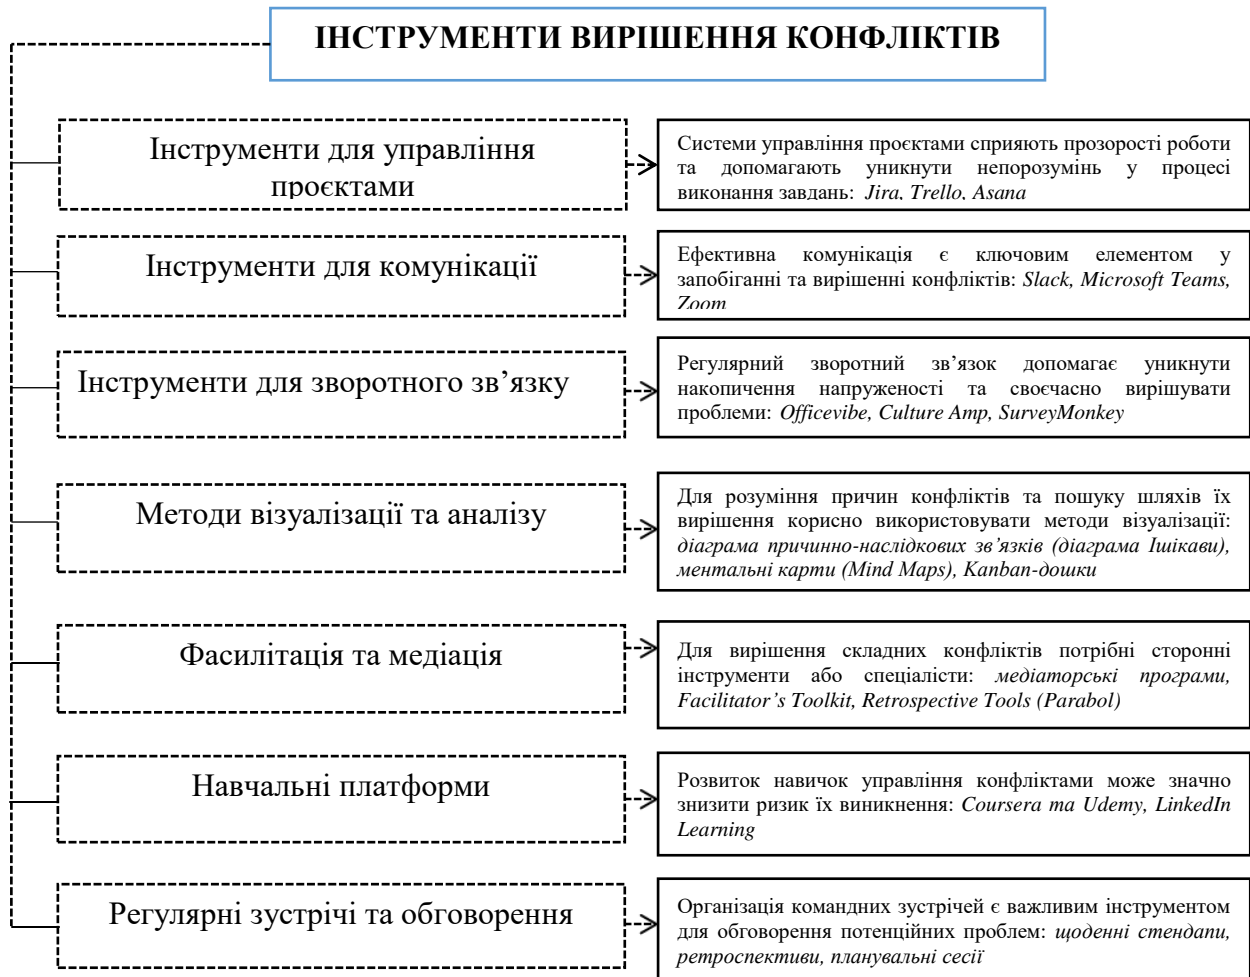 ІНСТРУМЕНТИ ВИРІШЕННЯ КОНФЛІКТІВ
Інструменти для управління
проєктами
Системи управління проєктами сприяють прозорості роботи
та допомагають уникнути непорозумінь у процесі
виконання завдань: Jira, Trello, Asana
Інструменти для комунікації
Ефективна комунікація є ключовим елементом у
запобіганні та вирішенні конфліктів: Slack, Microsoft Teams,
Zoom
Інструменти для зворотного зв’язку
Регулярний зворотний зв’язок допомагає уникнути
накопичення напруженості та своєчасно вирішувати
проблеми: Officevibe, Culture Amp, SurveyMonkey
Методи візуалізації та аналізу
Для розуміння причин конфліктів та пошуку шляхів їх
вирішення корисно використовувати методи візуалізації:
діаграма причинно-наслідкових зв’язків (діаграма Ішікави),
ментальні карти (Mind Maps), Kanban-дошки
Фасилітація та медіація
Для вирішення складних конфліктів потрібні сторонні
інструменти або спеціалісти: медіаторські програми,
Facilitator’s Toolkit, Retrospective Tools (Parabol)
Навчальні платформи
Розвиток навичок управління конфліктами може значно
знизити ризик їх виникнення: Coursera та Udemy, LinkedIn
Learning
Регулярні зустрічі та обговорення
Організація командних зустрічей є важливим інструментом
для обговорення потенційних проблем: щоденні стендапи,
ретроспективи, планувальні сесії